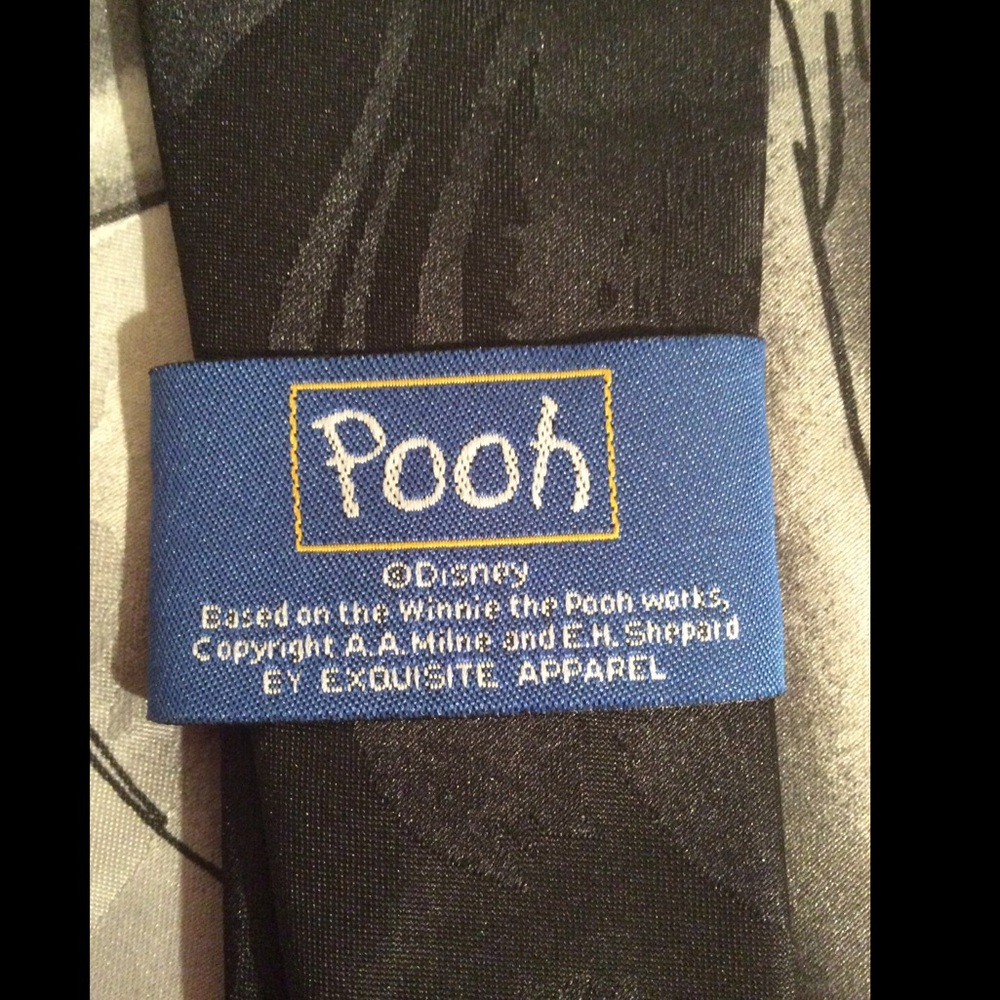 Pooh
©Disney
Based on the Winnie the Pooh works,
Copyright A.A. Milne and E.H. Shepard
BY EXQUISITE APPAREL